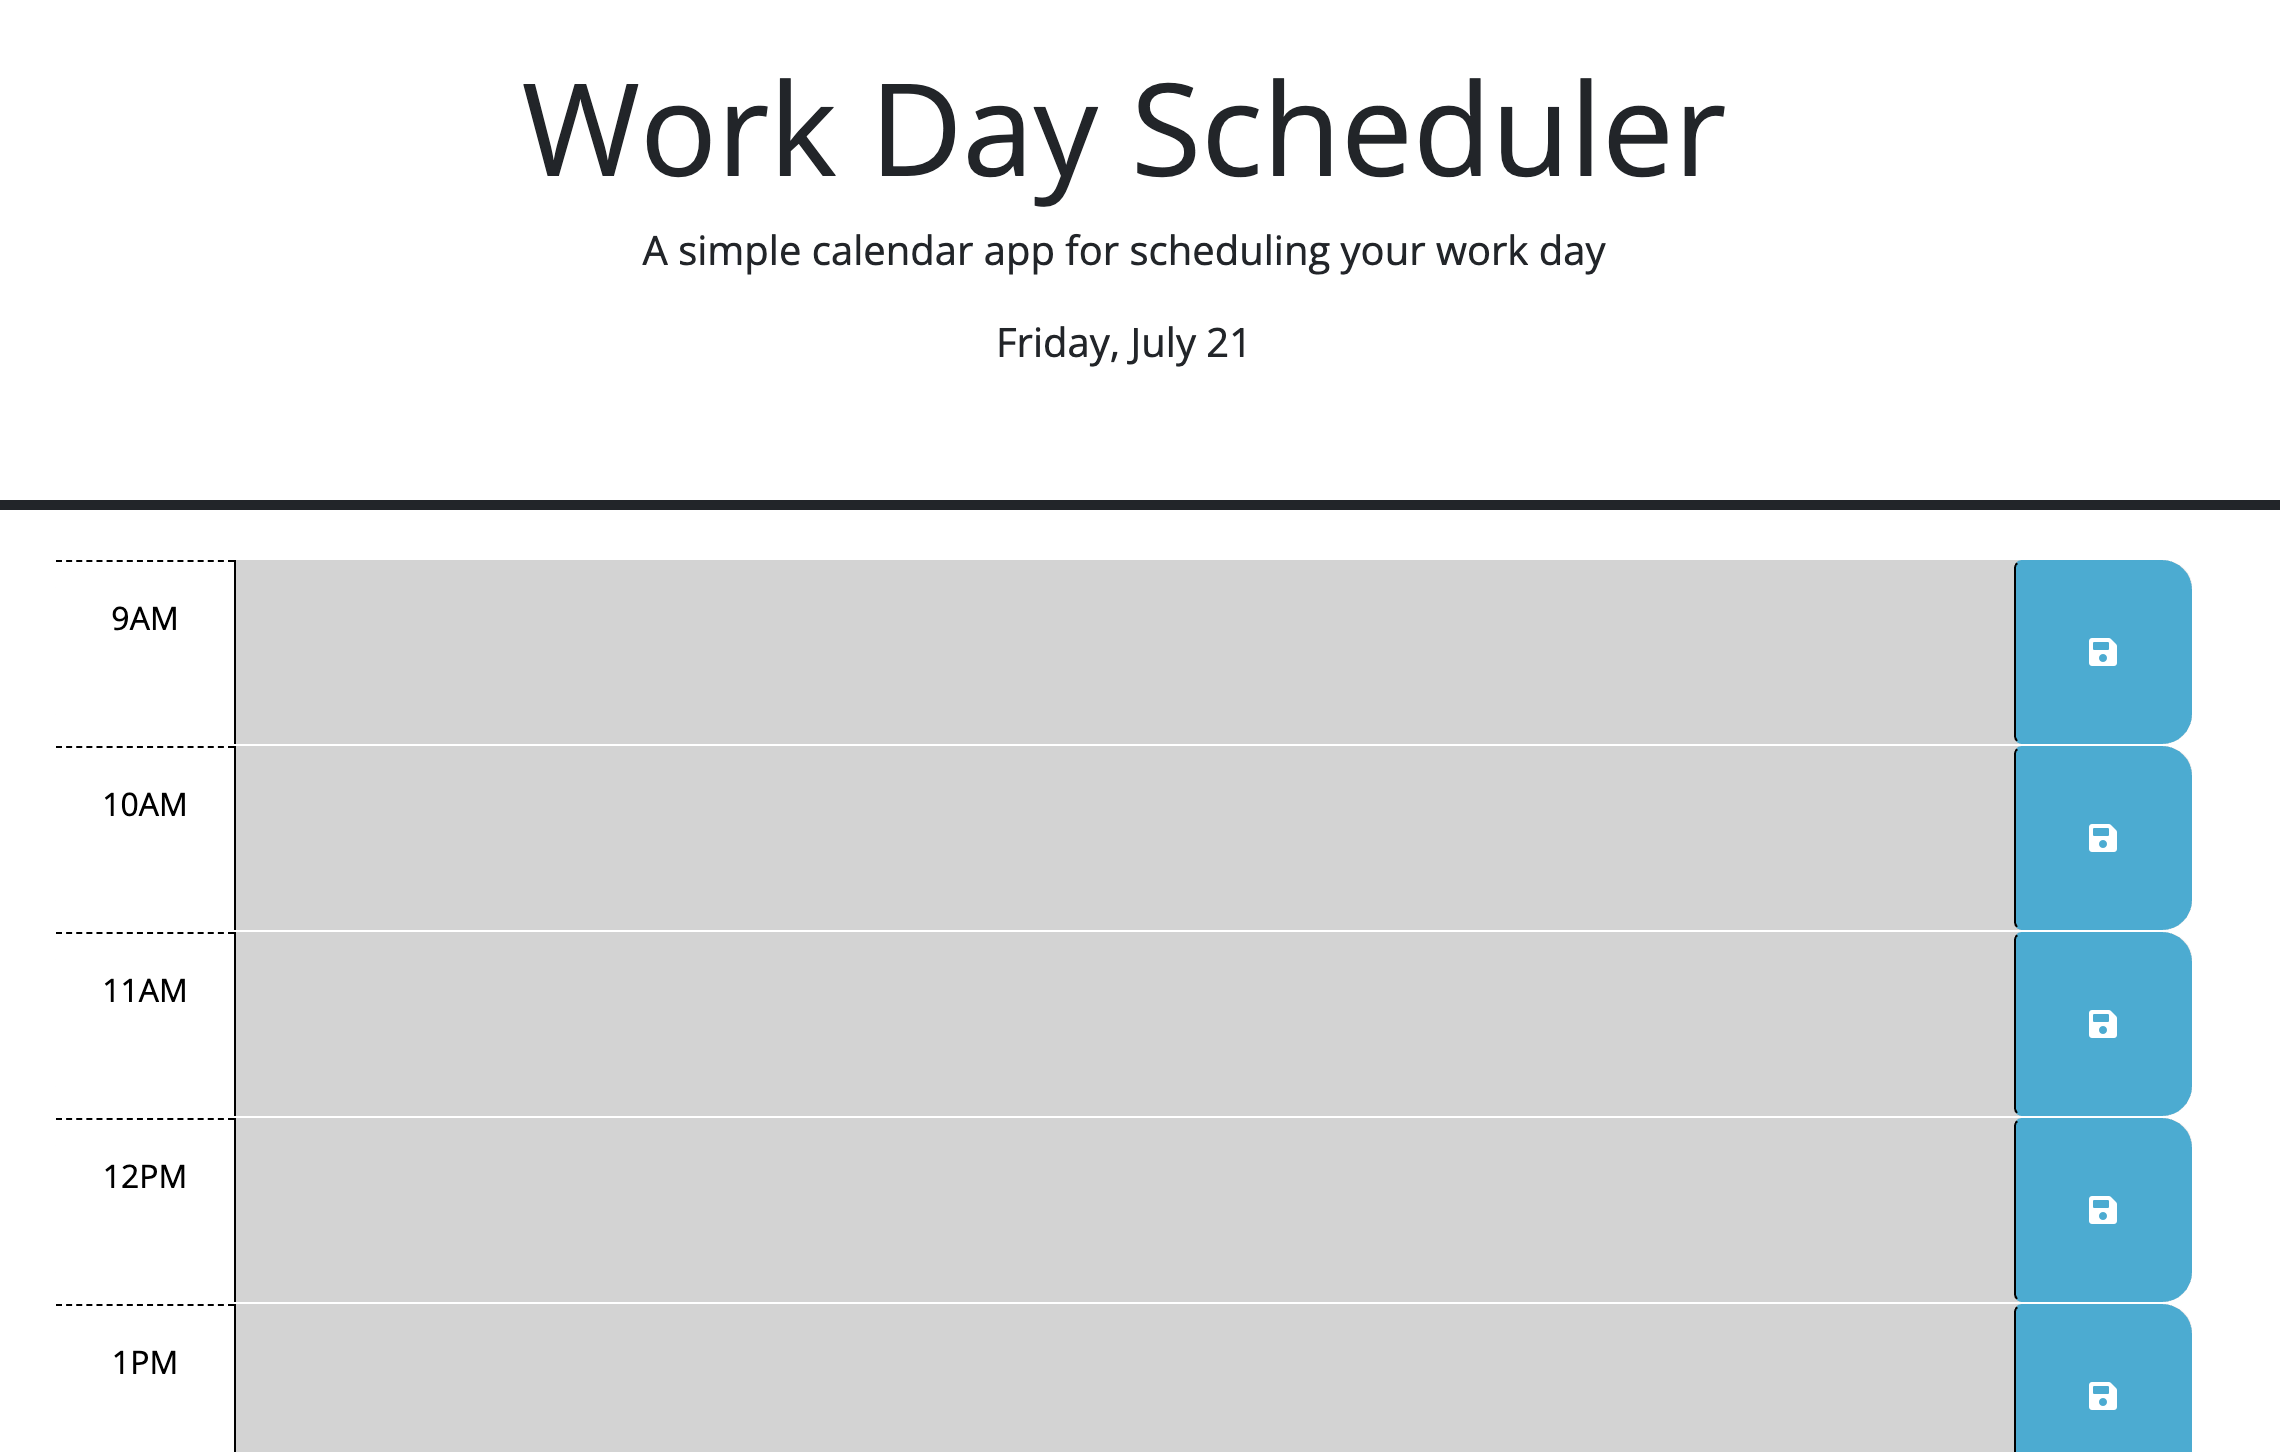 Work Day Scheduler
A simple calendar app for scheduling your work day
Friday, July 21
9AM
10AM
11AM
12PM
1PM